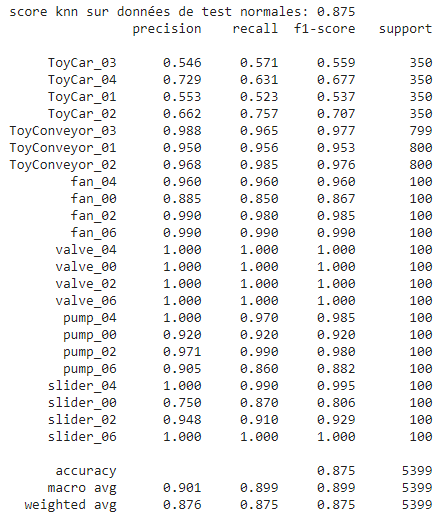 score knn sur données de test normales: 0.875
precision recall f1-score support
ToyCar_03 0.546 0.571 0.559 350
ToyCar_04 0.729 0.631 0.677 350
ToyCar_01 0.553 0.523 0.537 350
ToyCar_02 0.662 0.757 0.707 350
ToyConveyor_03 0.988 0.965 0.977 799
ToyConveyor_01 0.950 0.956 0.953 800
ToyConveyor_02 0.968 0.985 0.976 800
fan_04 0.960 0.960 0.960 100
fan_00 0.885 0.850 0.867 100
fan_02 0.990 0.980 0.985 100
fan_06 0.990 0.990 0.990 100
valve_04 1.000 1.000 1.000 100
valve_00 1.000 1.000 1.000 100
valve_02 1.000 1.000 1.000 100
valve_06 1.000 1.000 1.000 100
pump_04 1.000 0.970 0.985 100
pump_00 0.920 0.920 0.920 100
pump_02 0.971 0.990 0.980 100
pump_06 0.905 0.860 0.882 100
slider_04 1.000 0.990 0.995 100
slider_00 0.750 0.870 0.806 100
slider_02 0.948 0.910 0.929 100
slider_06 1.000 1.000 1.000 100
accuracy 0.875 5399
macro avg 0.901 0.899 0.899 5399
weighted avg 0.876 0.875 0.875 5399